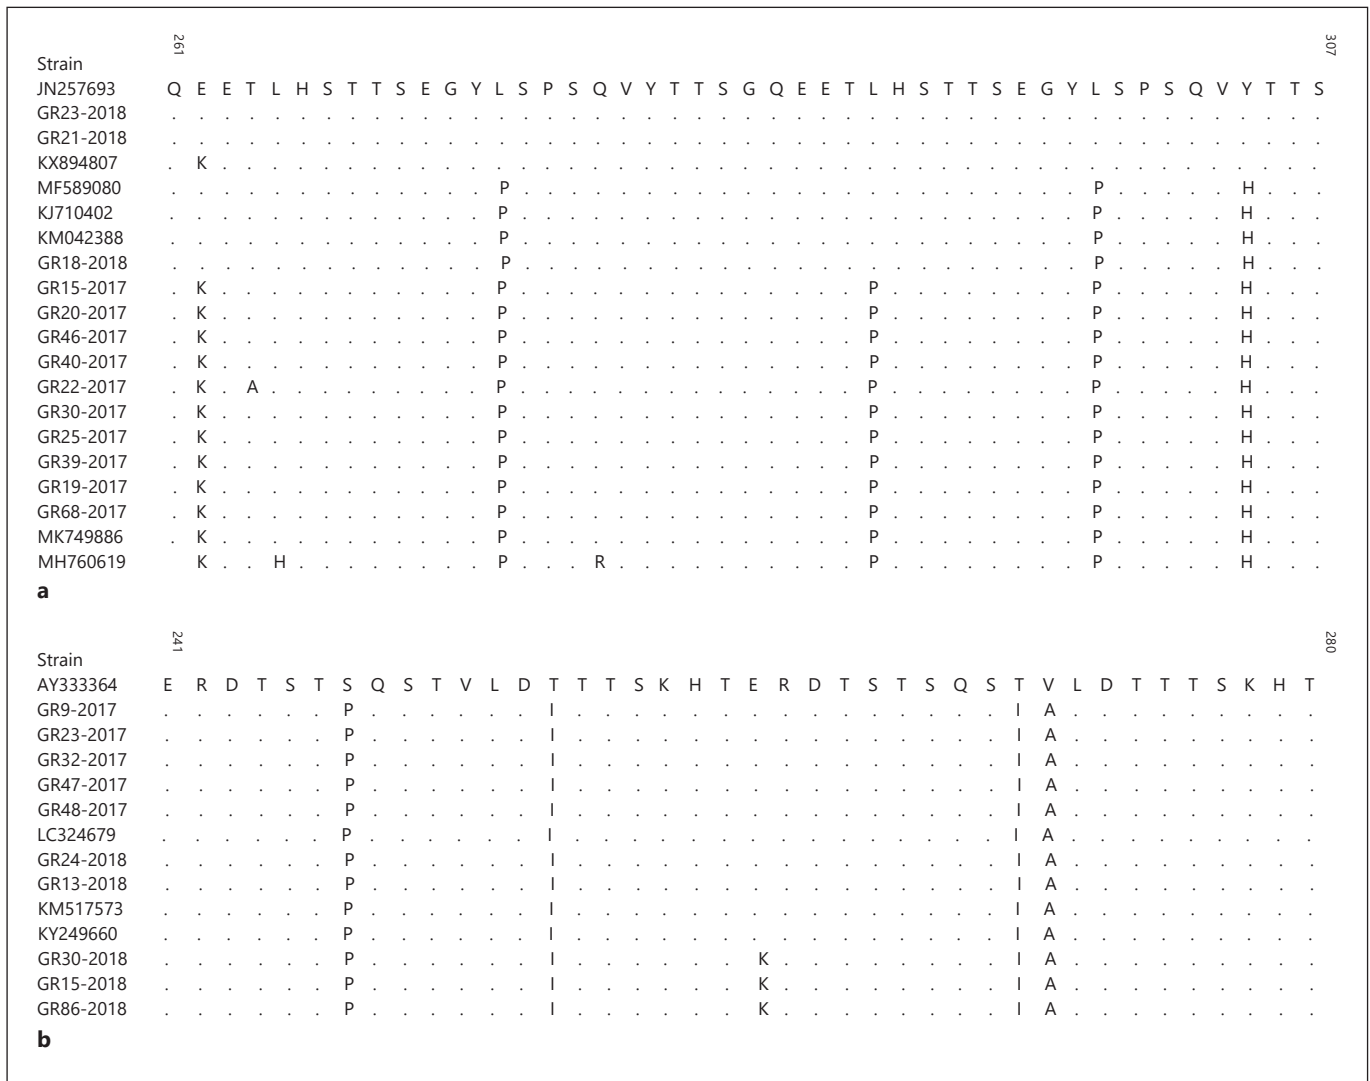 261
307
Strain
JN257693 Q E E T L H S T T S E G Y L S P S Q V Y T T S G Q E E T L H S T T S E G Y L S P S Q V Y T T S
GR23-2018 . . . . . . . . . . . . . . . . . . . . . . . . . . . . . . . . . . . . . . . . . . . . . . .
GR21-2018 . . . . . . . . . . . . . . . . . . . . . . . . . . . . . . . . . . . . . . . . . . . . . . .
KX894807 . K . . . . . . . . . . . . . . . . . . . . . . . . . . . . . . . . . . . . . . . . . . . . .
MF589080 . . . . . . . . . . . . . P . . . . . . . . . . . . . . . . . . . . . . . P . . . . . H . . .
KJ710402 . . . . . . . . . . . . . P . . . . . . . . . . . . . . . . . . . . . . . P . . . . . H . . .
KM042388 . . . . . . . . . . . . . P . . . . . . . . . . . . . . . . . . . . . . . P . . . . . H . . .
GR18-2018 . . . . . . . . . . . . . P . . . . . . . . . . . . . . . . . . . . . . . P . . . . . H . . .
GR15-2017 . K . . . . . . . . . . . P . . . . . . . . . . . . . . P . . . . . . . . P . . . . . H . . .
GR20-2017 . K . . . . . . . . . . . P . . . . . . . . . . . . . . P . . . . . . . . P . . . . . H . . .
GR46-2017 . K . . . . . . . . . . . P . . . . . . . . . . . . . . P . . . . . . . . P . . . . . H . . .
GR40-2017 . K . . . . . . . . . . . P . . . . . . . . . . . . . . P . . . . . . . . P . . . . . H . . .
GR22-2017 . K . A . . . . . . . . . P . . . . . . . . . . . . . . P . . . . . . . . P . . . . . H . . .
GR30-2017 . K . . . . . . . . . . . P . . . . . . . . . . . . . . P . . . . . . . . P . . . . . H . . .
GR25-2017 . K . . . . . . . . . . . P . . . . . . . . . . . . . . P . . . . . . . . P . . . . . H . . .
GR39-2017 . K . . . . . . . . . . . P . . . . . . . . . . . . . . P . . . . . . . . P . . . . . H . . .
GR19-2017 . K . . . . . . . . . . . P . . . . . . . . . . . . . . P . . . . . . . . P . . . . . H . . .
GR68-2017 . K . . . . . . . . . . . P . . . . . . . . . . . . . . P . . . . . . . . P . . . . . H . . .
MK749886 . K . . . . . . . . . . . P . . . . . . . . . . . . . . P . . . . . . . . P . . . . . H . . .
MH760619 K . . H . . . . . . . . P . . . R . . . . . . . . . . P . . . . . . . . P . . . . . H . . .
a
241
280
Strain
AY333364 E R D T S T S Q S T V L D T T T S K H T E R D T S T S Q S T V L D T T T S K H T
GR9-2017 . . . . . . P . . . . . . I . . . . . . . . . . . . . . . I A . . . . . . . . .
GR23-2017 . . . . . . P . . . . . . I . . . . . . . . . . . . . . . I A . . . . . . . . .
GR32-2017 . . . . . . P . . . . . . I . . . . . . . . . . . . . . . I A . . . . . . . . .
GR47-2017 . . . . . . P . . . . . . I . . . . . . . . . . . . . . . I A . . . . . . . . .
GR48-2017 . . . . . . P . . . . . . I . . . . . . . . . . . . . . . I A . . . . . . . . .
LC324679 . . . . . . P . . . . . . I . . . . . . . . . . . . . . . I A . . . . . . . . .
GR24-2018 . . . . . . P . . . . . . I . . . . . . . . . . . . . . . I A . . . . . . . . .
GR13-2018 . . . . . . P . . . . . . I . . . . . . . . . . . . . . . I A . . . . . . . . .
KM517573 . . . . . . P . . . . . . I . . . . . . . . . . . . . . . I A . . . . . . . . .
KY249660 . . . . . . P . . . . . . I . . . . . . . . . . . . . . . I A . . . . . . . . .
GR30-2018 . . . . . . P . . . . . . I . . . . . . K . . . . . . . . I A . . . . . . . . .
GR15-2018 . . . . . . P . . . . . . I . . . . . . K . . . . . . . . I A . . . . . . . . .
GR86-2018 . . . . . . P . . . . . . I . . . . . . K . . . . . . . . I A . . . . . . . . .
b